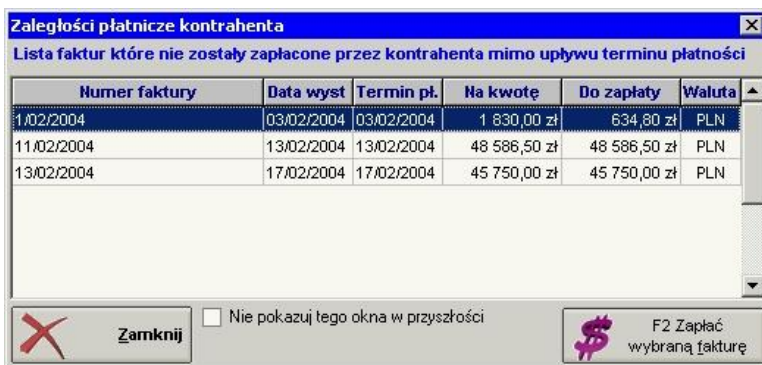 Zaległości płatnicze kontrahenta
Lista faktur które nie zostały zapłacone przez kontrahenta mimo upływu terminu płatności
Numer faktury Data wyst Termin pł. Na kwotę Do zapłaty Waluta
1/02/2004 03/02/2004 03/02/2004 1 830,00 zł 634,80 zł PLN
11/02/2004 13/02/2004 13/02/2004 48 586,50 zł 48 586,50 zł PLN
13/02/2004 17/02/2004 17/02/2004 45 750,00 zł 45 750,00 zł PLN
Zamknij
Nie pokazuj tego okna w przyszłości
F2 Zapłać
wybraną fakturę